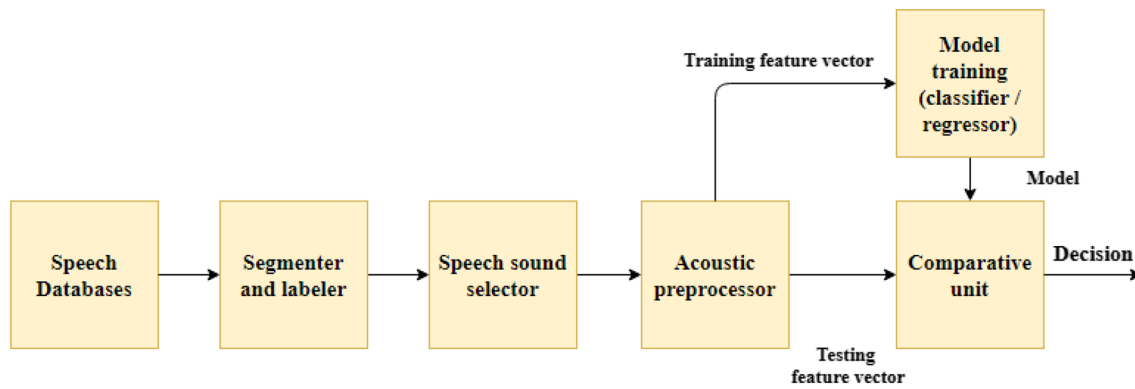 Training feature vector
Model
training
(classifier /
regressor)
Model
Speech
Databases
Segmenter
and labeler
Speech sound
selector
Acoustic
preprocessor
Comparative
unit
Decision
Testing
feature vector